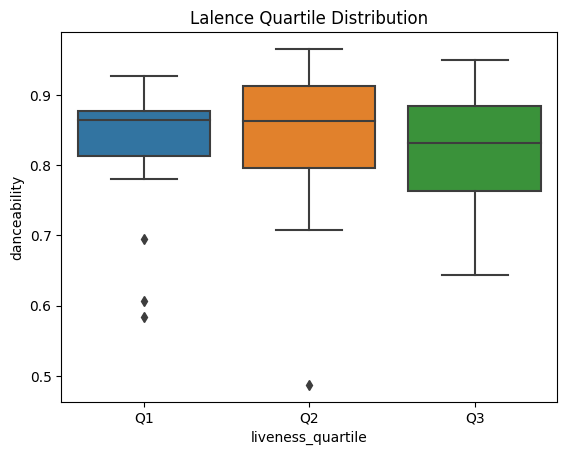 Lalence Quartile Distribution
danceability
0.9
0.8
0.7
0.6
0.5
Q1 Q2 Q3
liveness_quartile